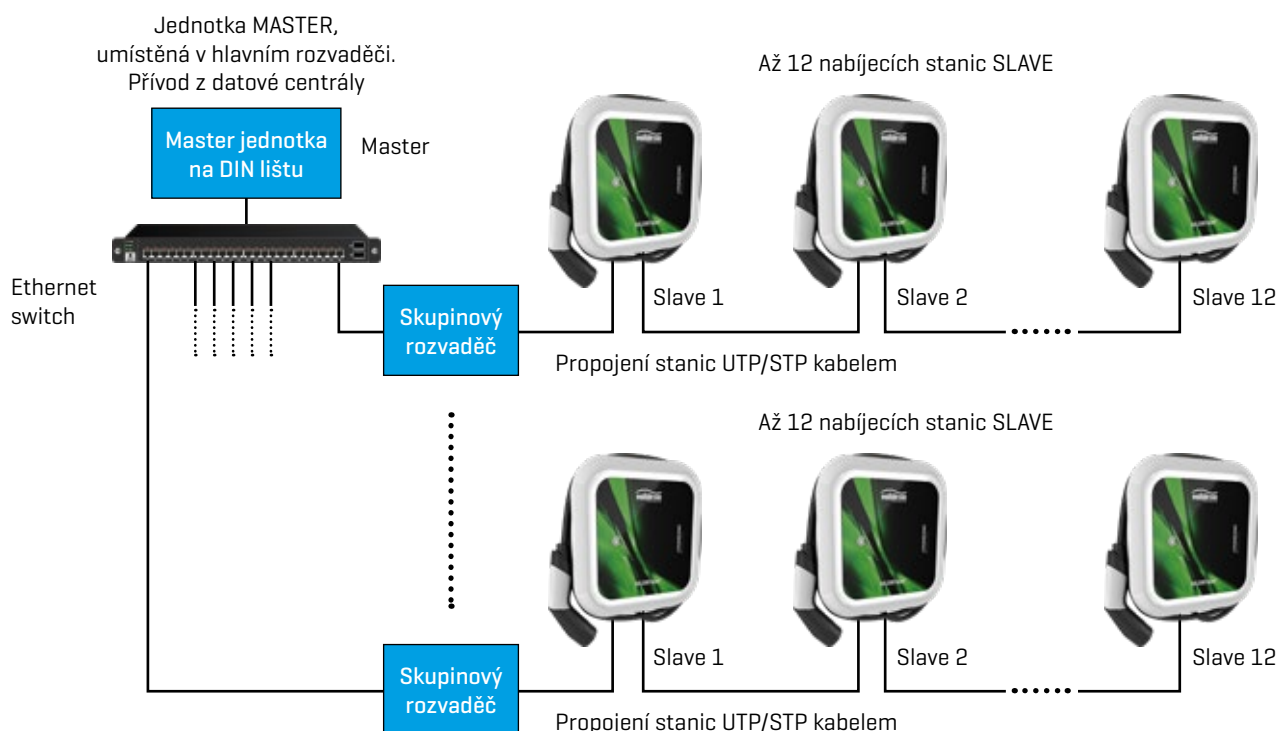 Jednotka MASTER,
umístěná v hlavním rozvaděči.
Přívod z datové centrály
Až 12 nabíjecích stanic SLAVE
Master jednotka
na DIN lištu
Master
Ethernet
switch
Skupinový
rozvaděč
Slave 1
Slave 2
Slave 12
Propojení stanic UTP/STP kabelem
Až 12 nabíjecích stanic SLAVE
Skupinový
rozvaděč
Slave 1
Slave 2
Slave 12
Propojení stanic UTP/STP kabelem